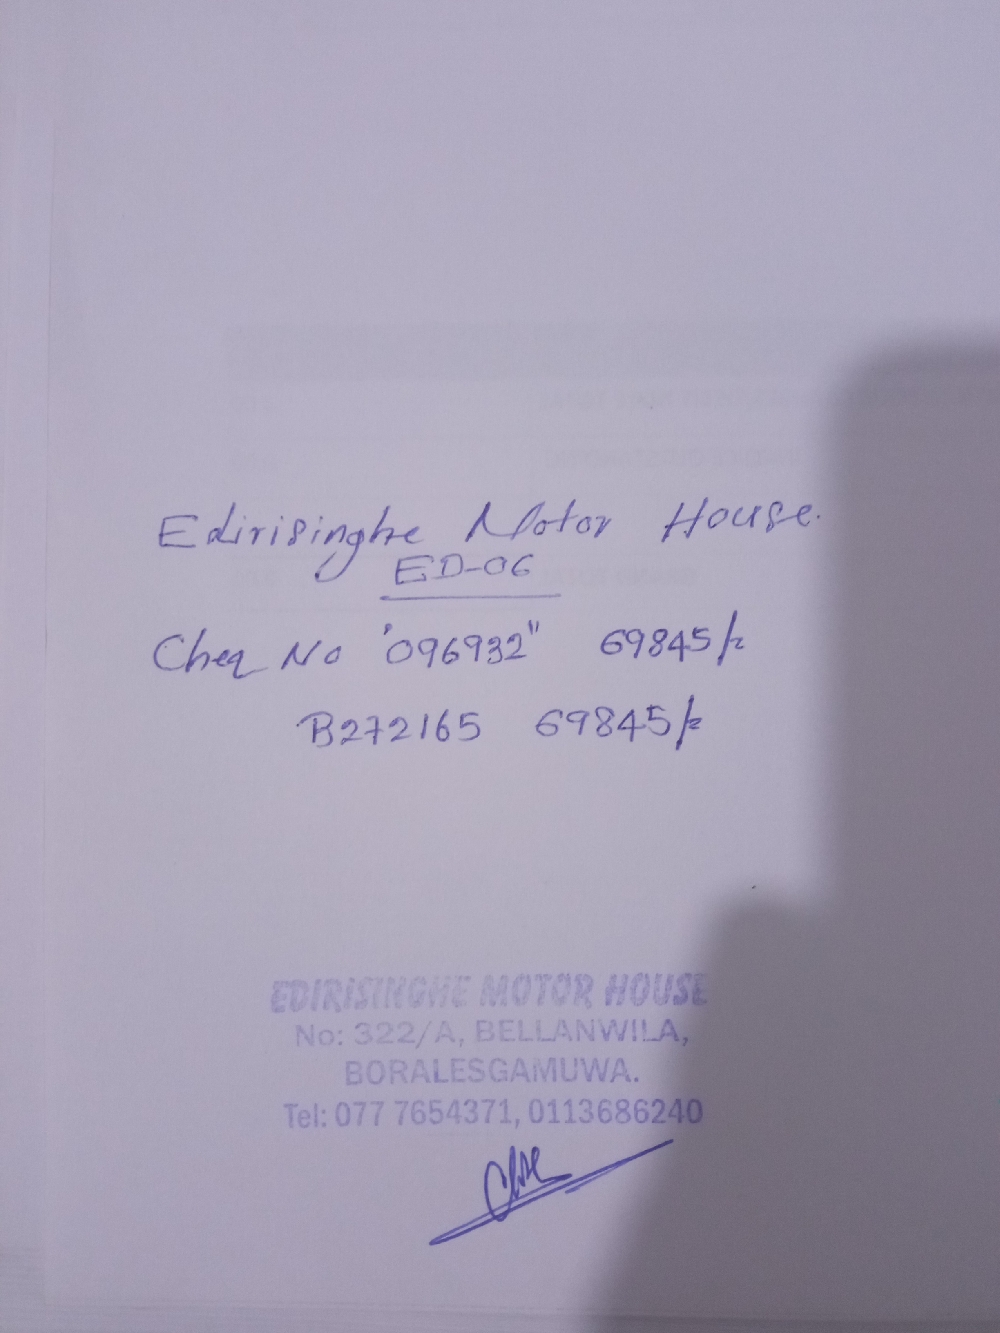 Edirisinghe Motor House.
ED-06
Cheq No '096932" 69845/=
B272165 69845/=
EDIRISINGHE MOTOR HOUSE
No: 322/A, BELLANWILA,
BORALESGAMUWA.
Tel: 077 7654371, 0113686240